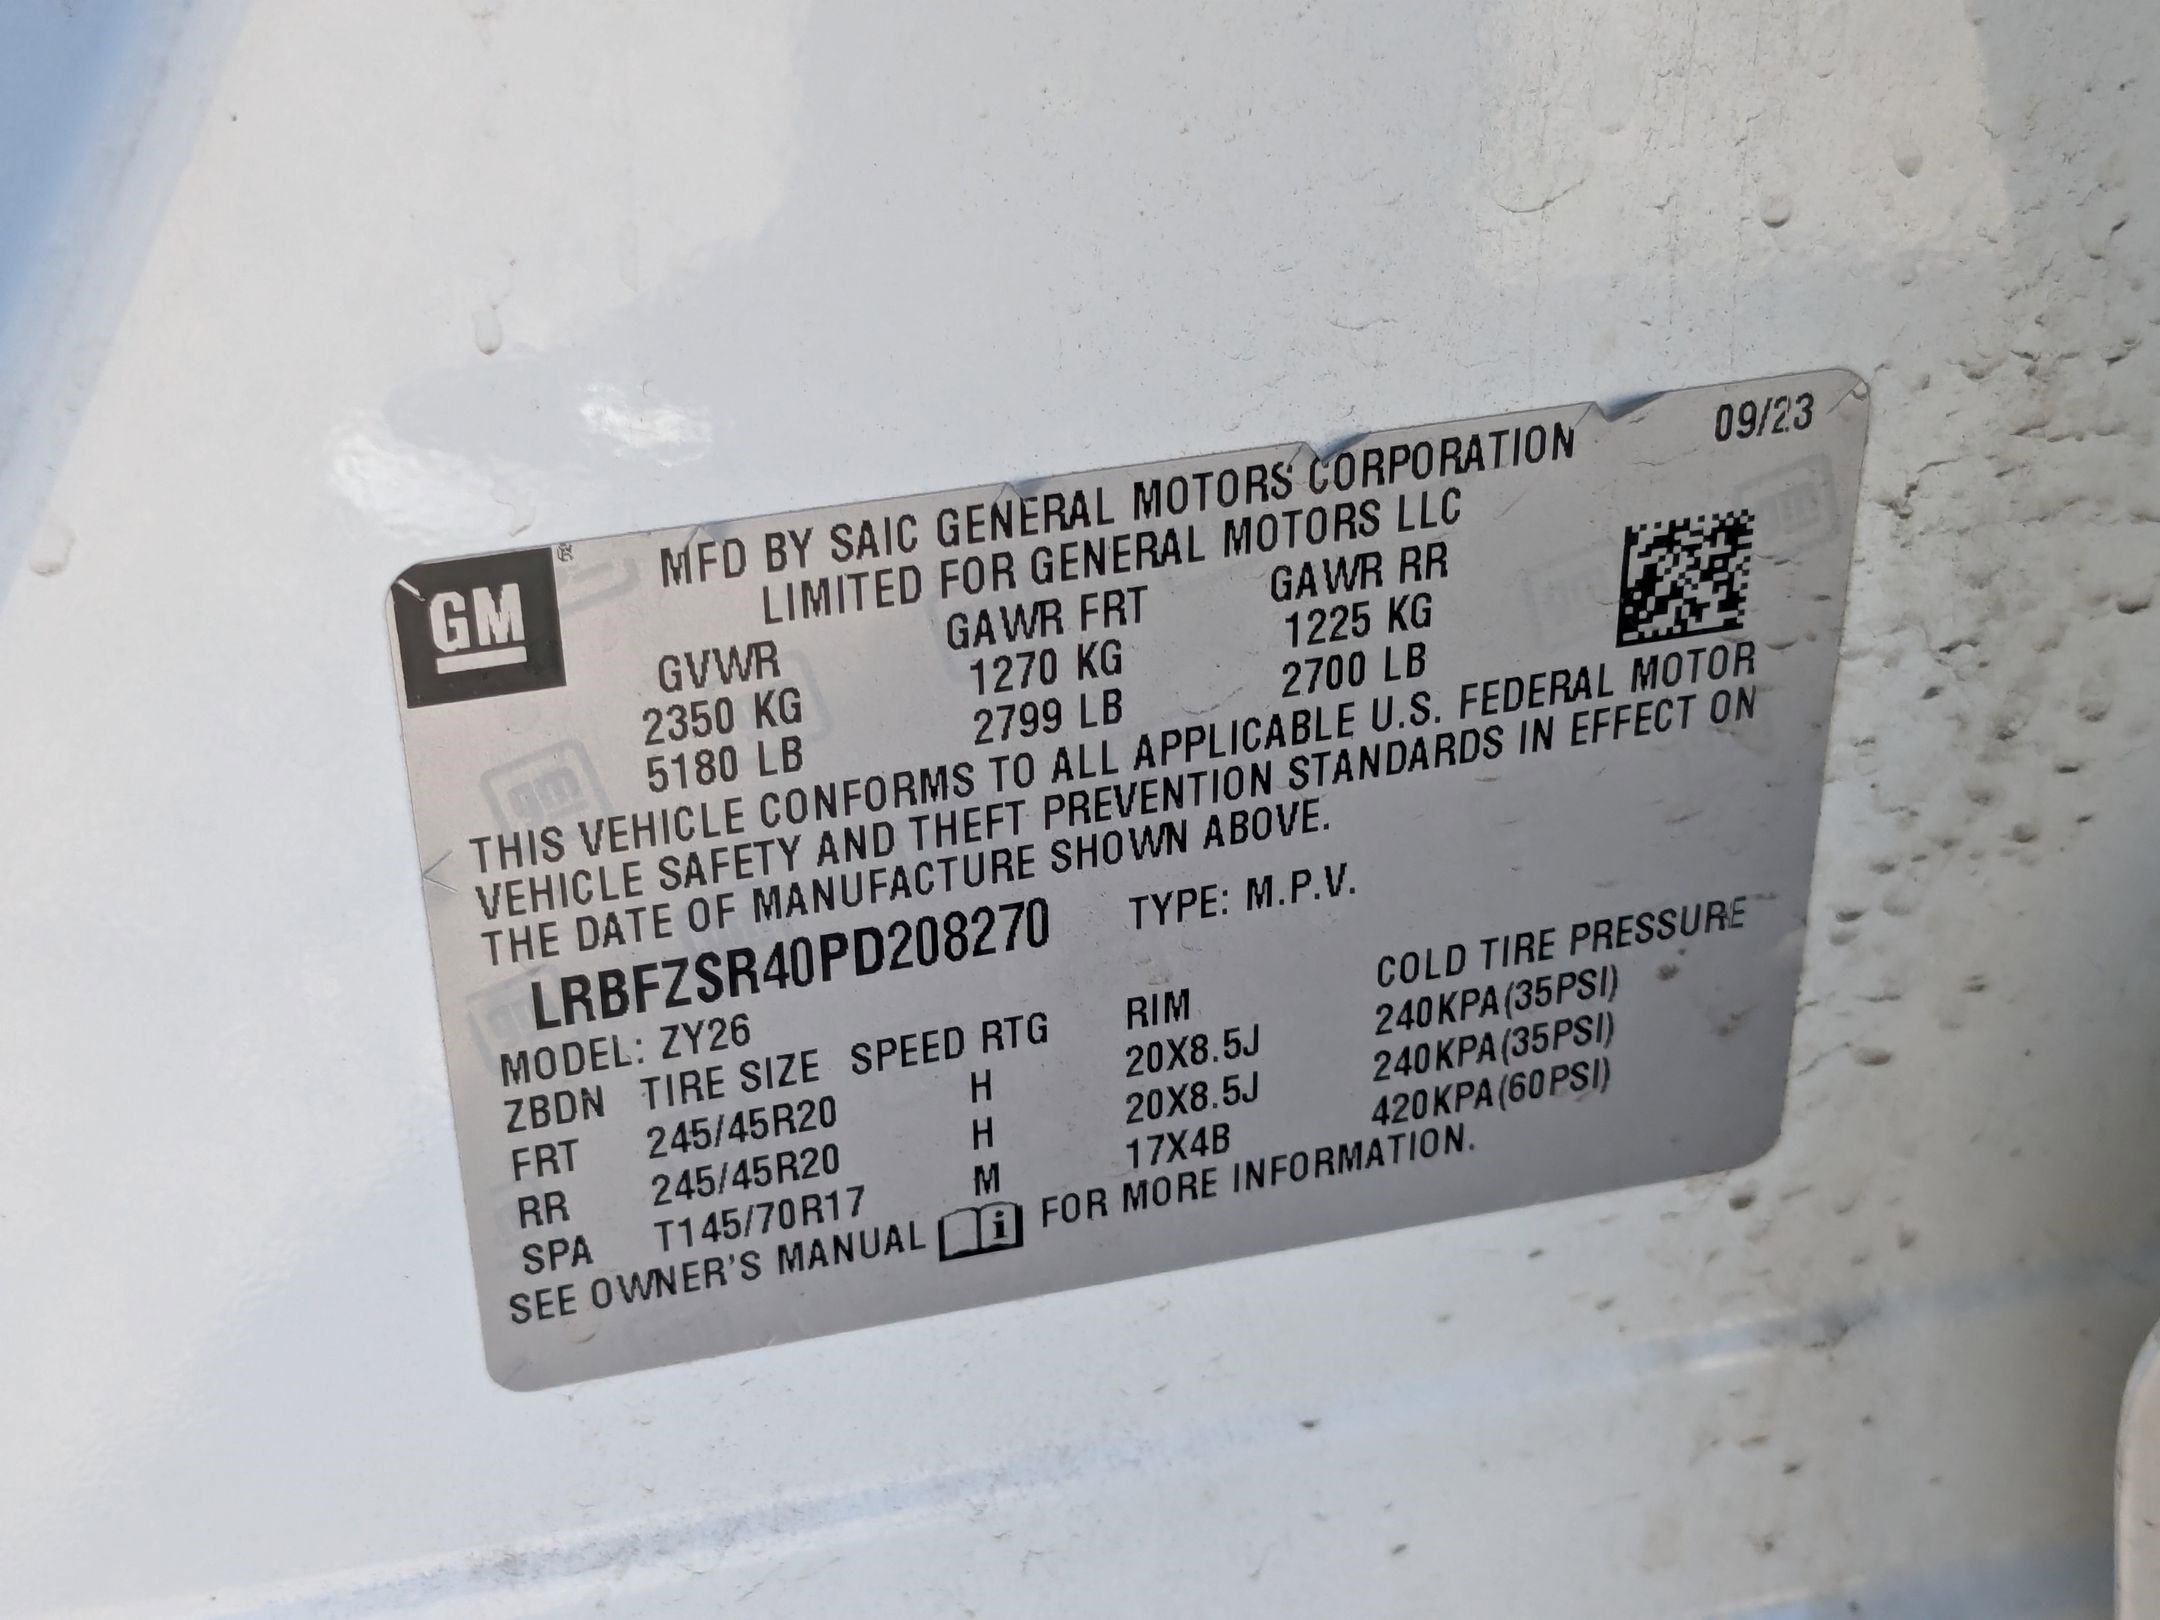 09/23
GM ®
MFD BY SAIC GENERAL MOTORS CORPORATION
LIMITED FOR GENERAL MOTORS LLC
GVWR GAWR FRT GAWR RR
2350 KG 1270 KG 1225 KG
5180 LB 2799 LB 2700 LB
THIS VEHICLE CONFORMS TO ALL APPLICABLE U.S. FEDERAL MOTOR
VEHICLE SAFETY AND THEFT PREVENTION STANDARDS IN EFFECT ON
THE DATE OF MANUFACTURE SHOWN ABOVE.
LRBFZSR40PD208270 TYPE: M.P.V.
MODEL: ZY26
ZBDN TIRE SIZE SPEED RTG RIM COLD TIRE PRESSURE
FRT 245/45R20 H 20X8.5J 240KPA(35PSI)
RR 245/45R20 H 20X8.5J 240KPA(35PSI)
SPA T145/70R17 M 17X4B 420KPA(60PSI)
SEE OWNER'S MANUAL i FOR MORE INFORMATION.